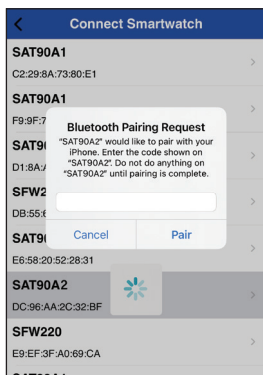 Connect Smartwatch
SAT90A1
C2:29:8A:73:80:E1
SAT90A1
F9:9F:7
SAT9
D1:8A:
SFW2
DB:55:6
SAT9
E6:58:20:52:28:31
SAT90A2
DC:96:AA:2C:32:BF
SFW220
E9:EF:3F:A0:69:CA
Bluetooth Pairing Request
"SAT90A2" would like to pair with your
iPhone. Enter the code shown on
"SAT90A2". Do not do anything on
"SAT90A2" until pairing is complete.
Cancel Pair